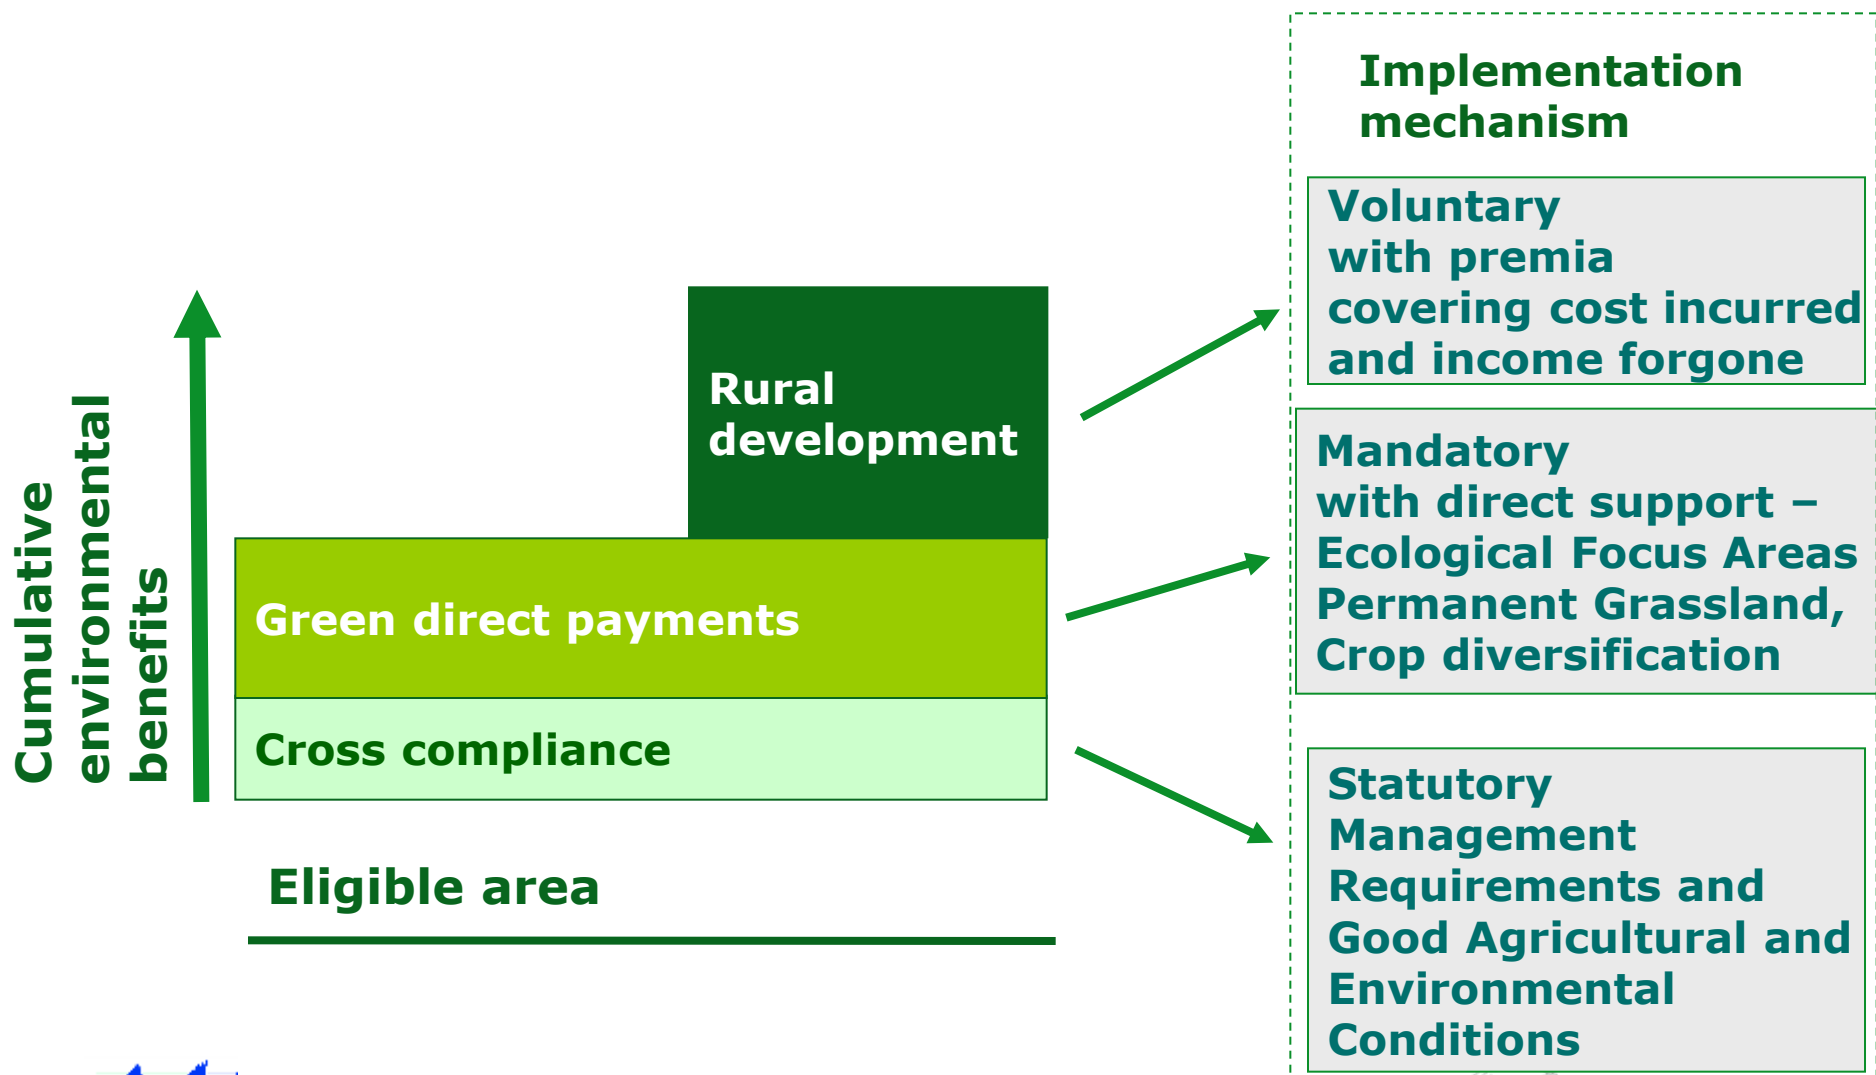 Implementation
mechanism
Voluntary
with premia
covering cost incurred
and income forgone
Rural
development
Mandatory
with direct support –
Ecological Focus Areas
Permanent Grassland,
Crop diversification
Cumulative
environmental
benefits
Green direct payments
Cross compliance
Statutory
Management
Requirements and
Good Agricultural and
Environmental
Conditions
Eligible area